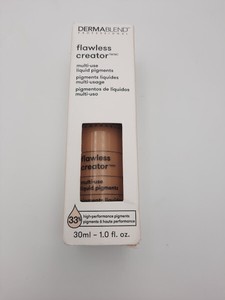 DERMABLEND
PROFESSIONAL
flawless
creator
multi-use
liquid pigments
pigments liquides
multi-usage
pigmentos de líquidos
multi-uso
flawless
creator
multi-use
liquid pigments
33%
high-performance pigments
pigments à haute performance
30ml - 1.0 fl. oz.